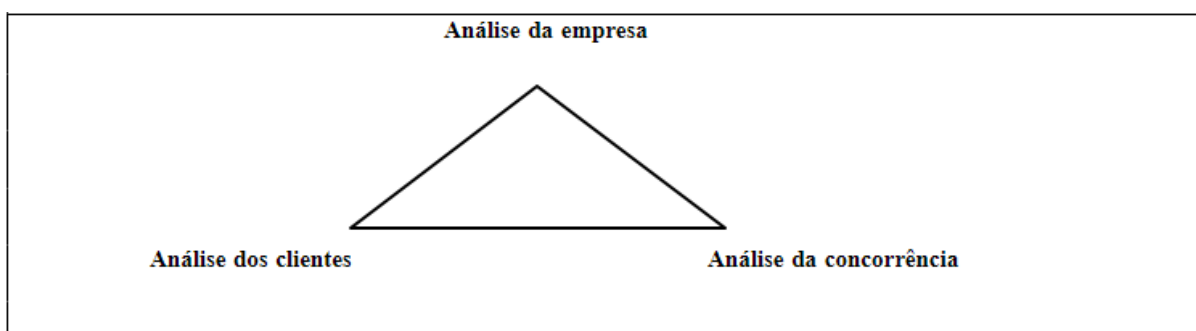 Análise da empresa
Análise dos clientes
Análise da concorrência